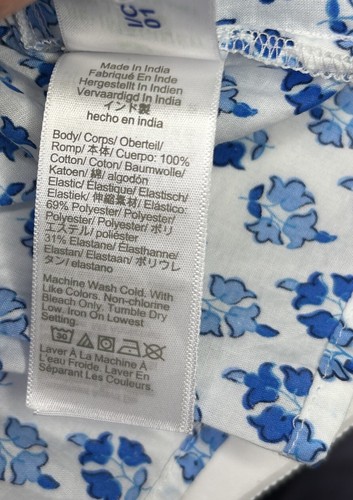 I/C
01
Made In India
Fabriqué En Inde
Hergestellt In Indien
Vervaardigd In Indien
インド製
hecho en india
Body/ Corps/ Oberteil/
Romp/ 本体/ Cuerpo: 100%
Cotton/ Coton/ Baumwolle/
Katoen/ 綿/ algodón
Elastic/ Élastique/ Elastisch/
Elastiek/ 伸縮素材/ Elástico:
69% Polyester/ Polyester/
Polyester/ Polyester/ ポリ
エステル/ poliéster
31% Elastane/ Élasthanne/
Elastan/ Elastaan/ ポリウレ
タン/ elastano
Machine Wash Cold. With
Like Colors. Non-chlorine
Bleach Only. Tumble Dry
Low. Iron On Lowest
Setting.
30
Laver À La Machine À
L'eau Froide. Laver En
Séparant Les Couleurs.